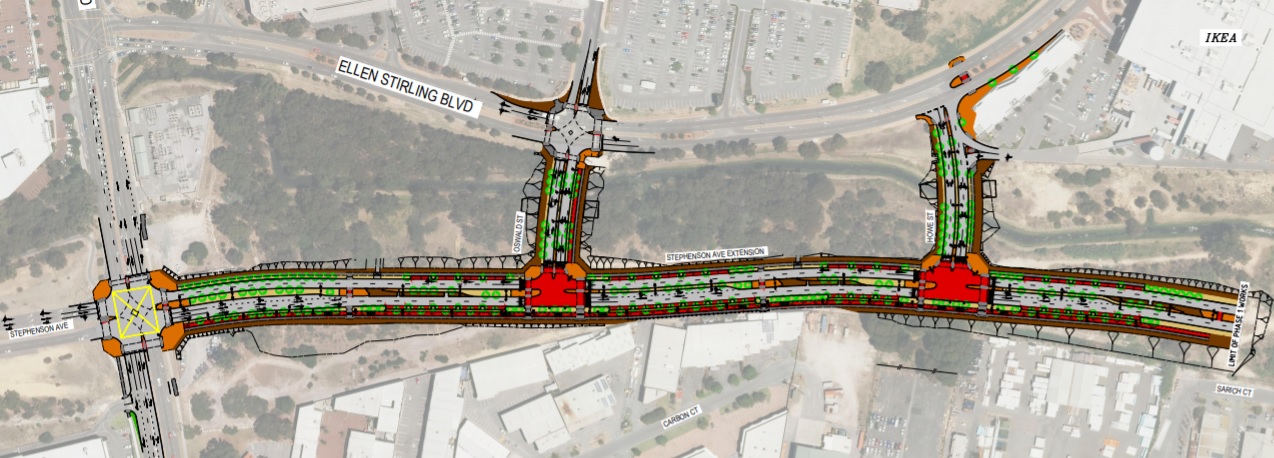 IKEA
ELLEN STIRLING BLVD
OSWALD ST
HOWE ST
STEPHENSON AVE EXTENSION
STEPHENSON AVE
LIMIT OF PHASE 1 WORKS
SARICH CT
CARBON CT